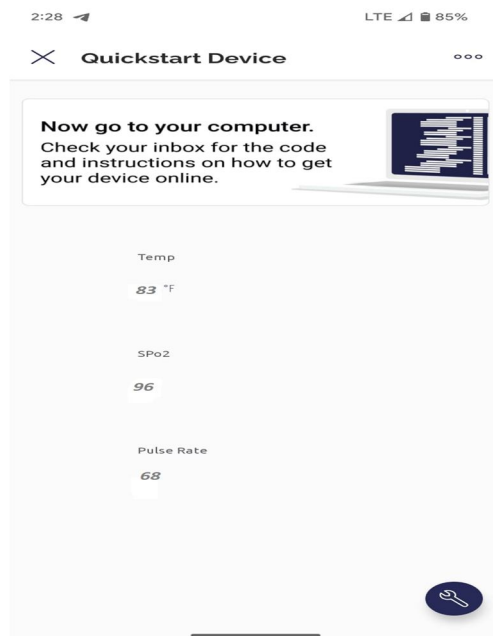 2:28 LTE 85%
Quickstart Device
Now go to your computer.
Check your inbox for the code
and instructions on how to get
your device online.
Temp
83 °F
SPo2
96
Pulse Rate
68